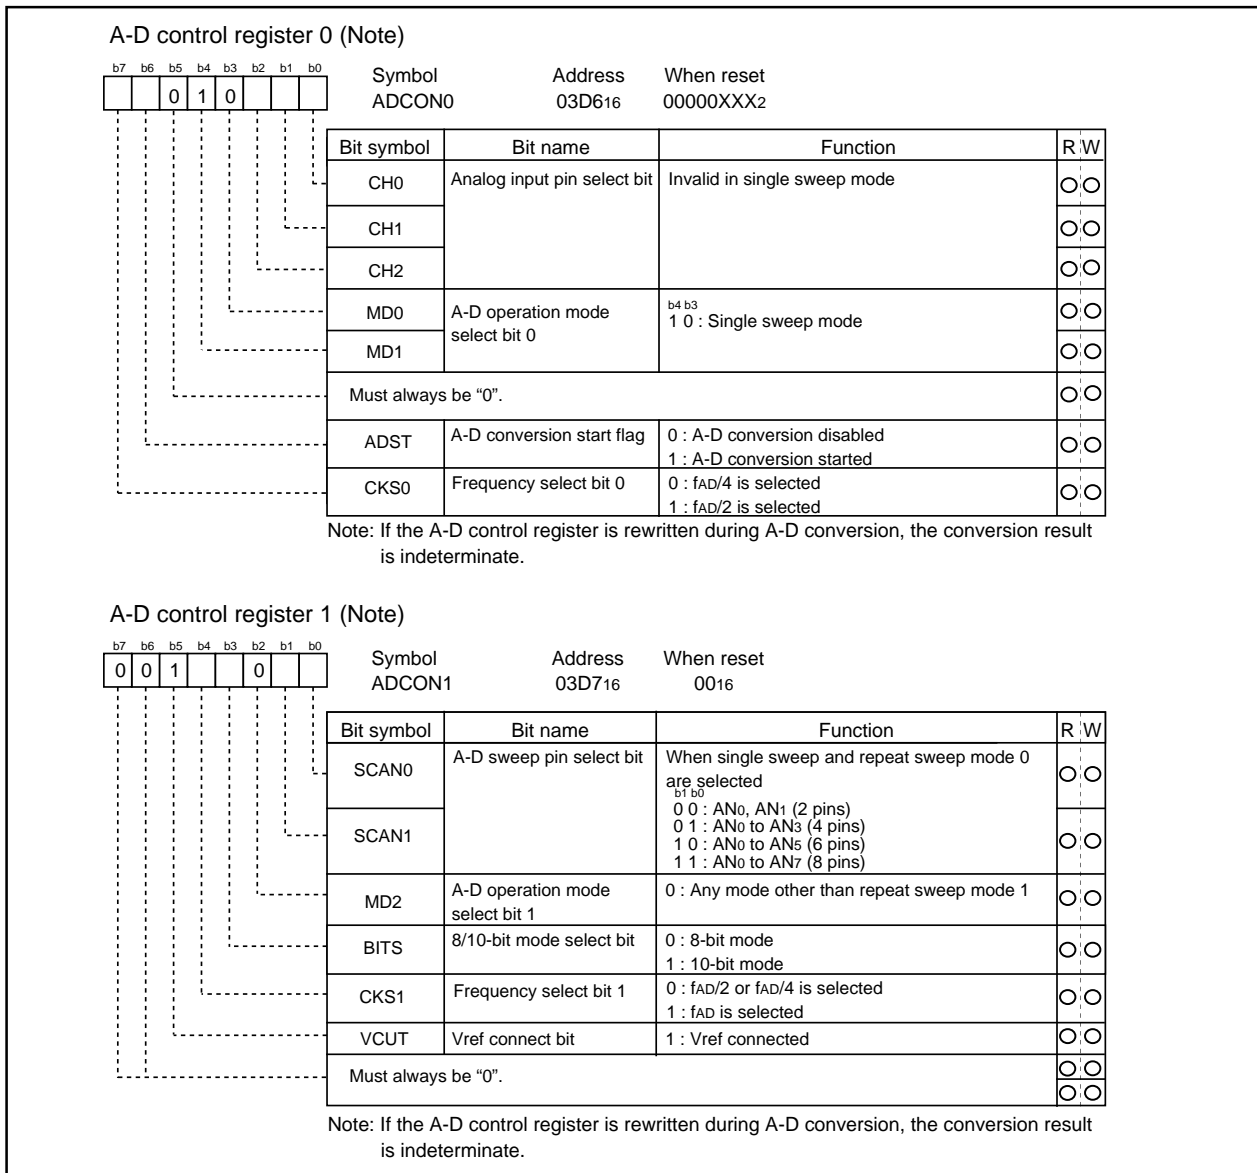 A-D control register 0 (Note)
b7 b6 b5 b4 b3 b2 b1 b0
0 1 0
Symbol Address When reset
ADCON0 03D616 00000XXX2
Bit symbol Bit name Function R W
CH0 Analog input pin select bit Invalid in single sweep mode
CH1
CH2
MD0 A-D operation mode select bit 0 b4 b3
1 0 : Single sweep mode
MD1
Must always be “0”.
ADST A-D conversion start flag 0 : A-D conversion disabled
1 : A-D conversion started
CKS0 Frequency select bit 0 0 : fAD/4 is selected
1 : fAD/2 is selected
Note: If the A-D control register is rewritten during A-D conversion, the conversion result
is indeterminate.
A-D control register 1 (Note)
b7 b6 b5 b4 b3 b2 b1 b0
0 0 1 0
Symbol Address When reset
ADCON1 03D716 0016
Bit symbol Bit name Function R W
SCAN0 A-D sweep pin select bit When single sweep and repeat sweep mode 0
are selected
b1 b0
0 0 : AN0, AN1 (2 pins)
0 1 : AN0 to AN3 (4 pins)
SCAN1 1 0 : AN0 to AN5 (6 pins)
1 1 : AN0 to AN7 (8 pins)
MD2 A-D operation mode
select bit 1 0 : Any mode other than repeat sweep mode 1
BITS 8/10-bit mode select bit 0 : 8-bit mode
1 : 10-bit mode
CKS1 Frequency select bit 1 0 : fAD/2 or fAD/4 is selected
1 : fAD is selected
VCUT Vref connect bit 1 : Vref connected
Must always be “0”.
Note: If the A-D control register is rewritten during A-D conversion, the conversion result
is indeterminate.